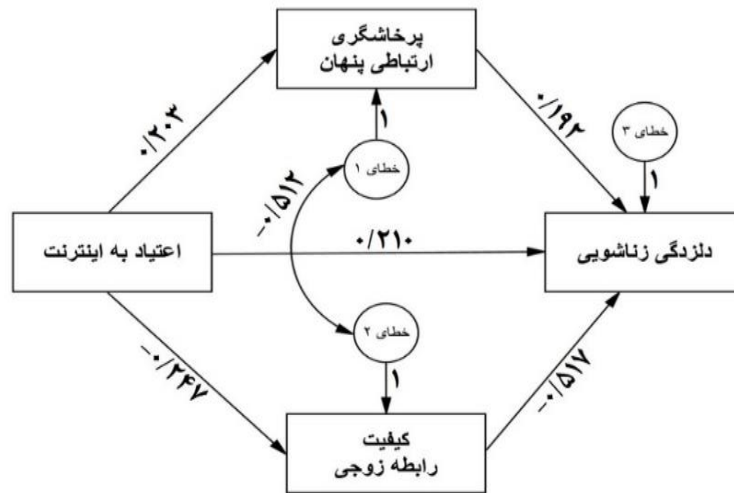 پرخاشگری
ارتباطی پنهان
۰/۲۰۳
۰/۱۹۲
خطای ۳
۱
۱
خطای ۱
–۰/۵۱۲
اعتیاد به اینترنت
۰/۲۱۰
دلزدگی زناشویی
خطای ۲
۱
–۰/۲۴۷
–۰/۵۱۷
کیفیت
رابطه زوجی